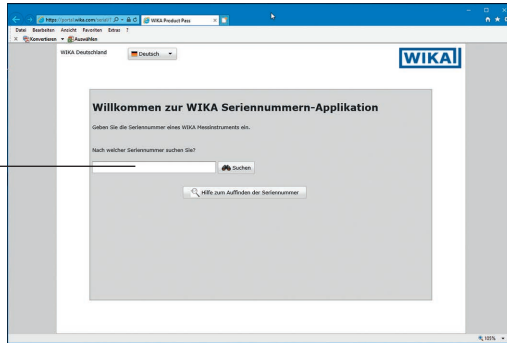 https://portal.wika.com/serial/?
WIKA Product Pass
Datei Bearbeiten Ansicht Favoriten Extras ?
Konvertieren Auswählen
WIKA Deutschland
Deutsch
WIKA
Willkommen zur WIKA Seriennummern-Applikation
Geben Sie die Seriennummer eines WIKA Messinstruments ein.
Nach welcher Seriennummer suchen Sie?
Suchen
Hilfe zum Auffinden der Seriennummer
105%